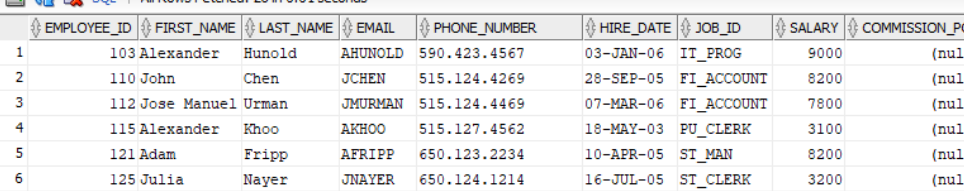 SQL | All Rows Fetched: 20 in 0.01 seconds
EMPLOYEE_ID FIRST_NAME LAST_NAME EMAIL PHONE_NUMBER HIRE_DATE JOB_ID SALARY
1 103 Alexander Hunold AHUNOLD 590.423.4567 03-JAN-06 IT_PROG 9000 (nul
2 110 John Chen JCHEN 515.124.4269 28-SEP-05 FI_ACCOUNT 8200 (nul
3 112 Jose Manuel Urman JMURMAN 515.124.4469 07-MAR-06 FI_ACCOUNT 7800 (nul
4 115 Alexander Khoo AKHOO 515.127.4562 18-MAY-03 PU_CLERK 3100 (nul
5 121 Adam Fripp AFRIPP 650.123.2234 10-APR-05 ST_MAN 8200 (nul
6 125 Julia Nayer JNAYER 650.124.1214 16-JUL-05 ST_CLERK 3200 (nul